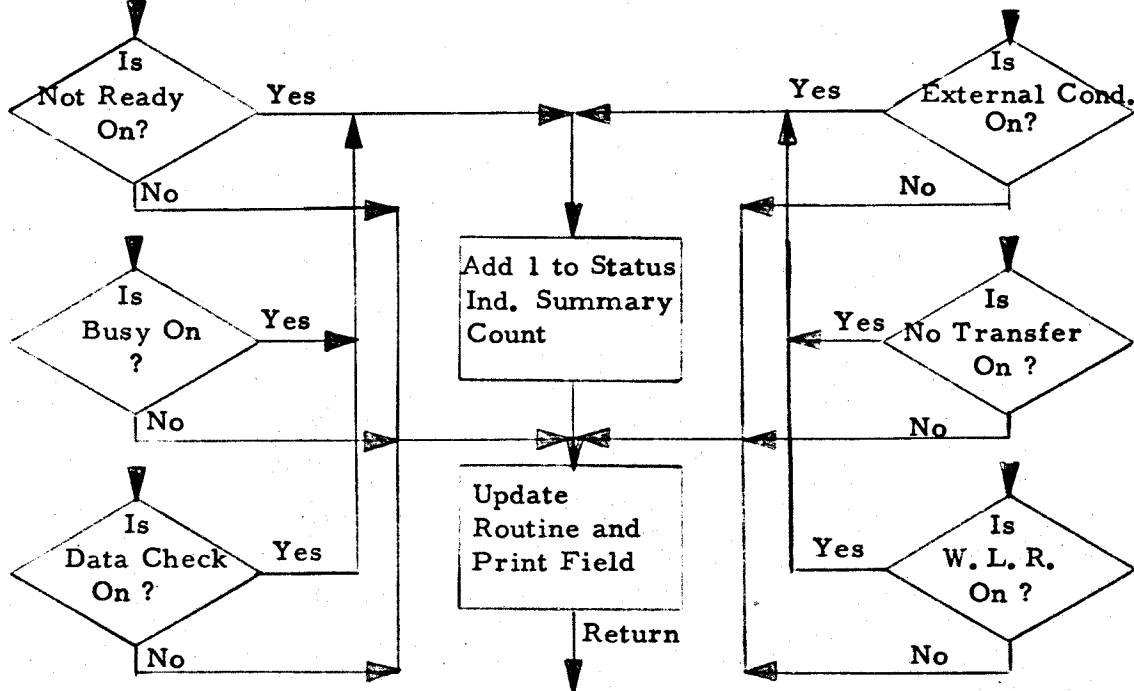 Is
Not Ready
On?
Yes
No
Is
Busy On
?
Yes
No
Is
Data Check
On ?
Yes
No
Add 1 to Status
Ind. Summary
Count
Update
Routine and
Print Field
Return
Is
External Cond.
On?
Yes
No
Is
No Transfer
On ?
Yes
No
Is
W. L. R.
On ?
Yes
No